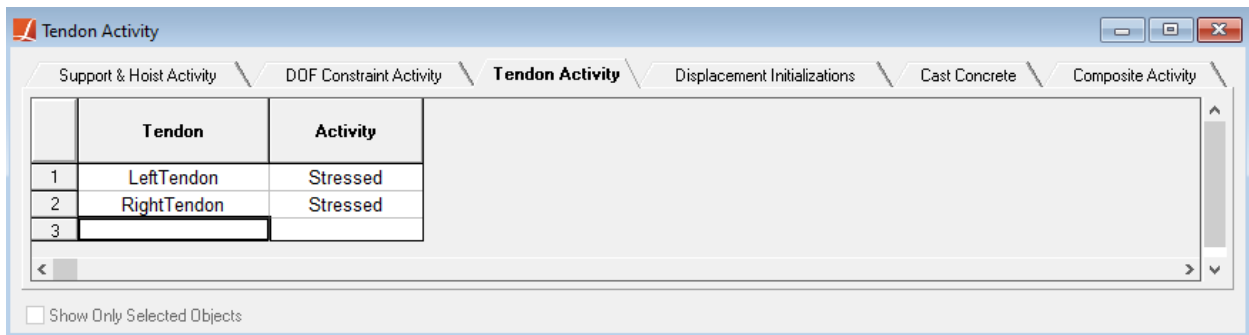 Tendon Activity
Support & Hoist Activity DOF Constraint Activity Tendon Activity Displacement Initializations Cast Concrete Composite Activity
Tendon Activity
1 LeftTendon Stressed
2 RightTendon Stressed
3
Show Only Selected Objects